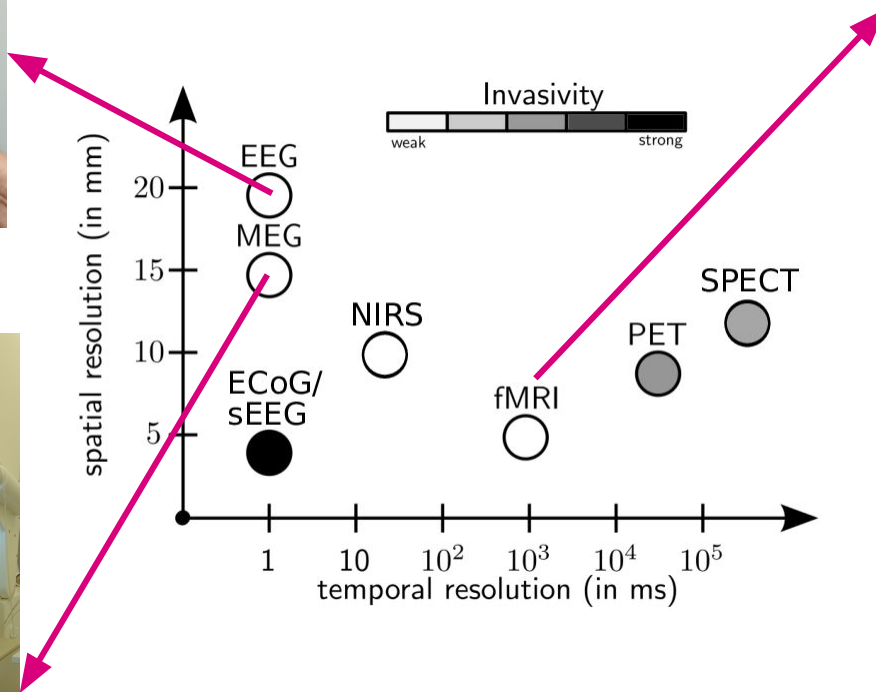 Invasivity
weak
strong
EEG
20
MEG
15
SPECT
NIRS
PET
10
ECoG/
sEEG
fMRI
5
spatial resolution (in mm)
1
10
10²
10³
10⁴
10⁵
temporal resolution (in ms)